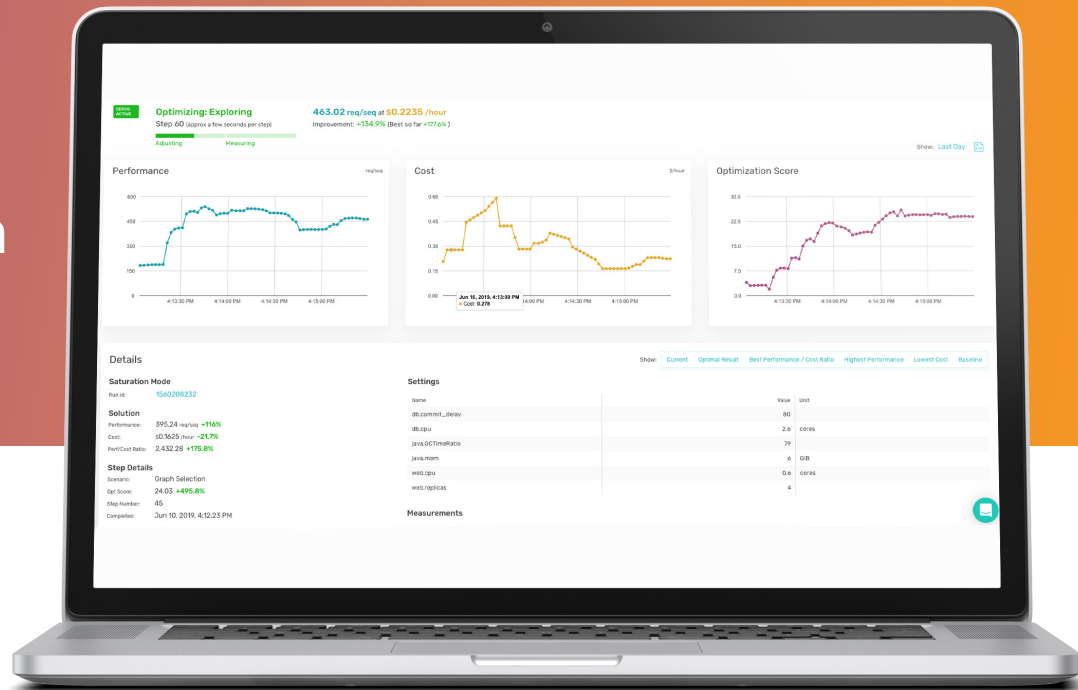 n
SERVO ACTIVE
Optimizing: Exploring
Step 60 (approx a few seconds per step)
Adjusting Measuring
463.02 req/seq at $0.2235 /hour
Improvement: +134.9% (Best so far +177.6% )
Show: Last Day
Performance req/seq
600
450
300
150
0
4:13:30 PM 4:14:00 PM 4:14:30 PM 4:15:00 PM
Cost $/hour
0.60
0.45
0.30
0.15
0.00
Jun 10, 2019, 4:13:09 PM
Cost: 0.278
4:14:00 PM 4:14:30 PM 4:15:00 PM
Optimization Score
30.0
22.5
15.0
7.5
0.0
4:13:30 PM 4:14:00 PM 4:14:30 PM 4:15:00 PM
Details
Show: Current Optimal Result Best Performance / Cost Ratio Highest Performance Lowest Cost Baseline
Saturation Mode
Run id: 1560208232
Solution
Performance: 395.24 req/seq +116%
Cost: $0.1625 /hour -21.7%
Perf/Cost Ratio: 2,432.28 +175.8%
Step Details
Scenario: Graph Selection
Opt Score: 24.03 +495.8%
Step Number: 45
Completed: Jun 10, 2019, 4:12:23 PM
Settings
Name Value Unit
db.commit_delay 80
db.cpu 2.6 cores
java.GCTimeRatio 79
java.mem 6 GiB
web.cpu 0.6 cores
web.replicas 4
Measurements